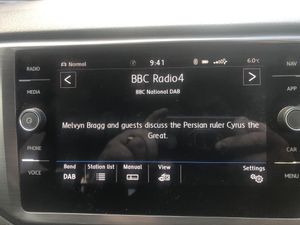 Normal 9:41 6.0°C
RADIO
MEDIA
PHONE
VOICE
BBC Radio4
BBC National DAB
Melvyn Bragg and guests discuss the Persian ruler Cyrus the
Great.
Band Station list Manual View Settings
DAB
NAV
MENU
CAR